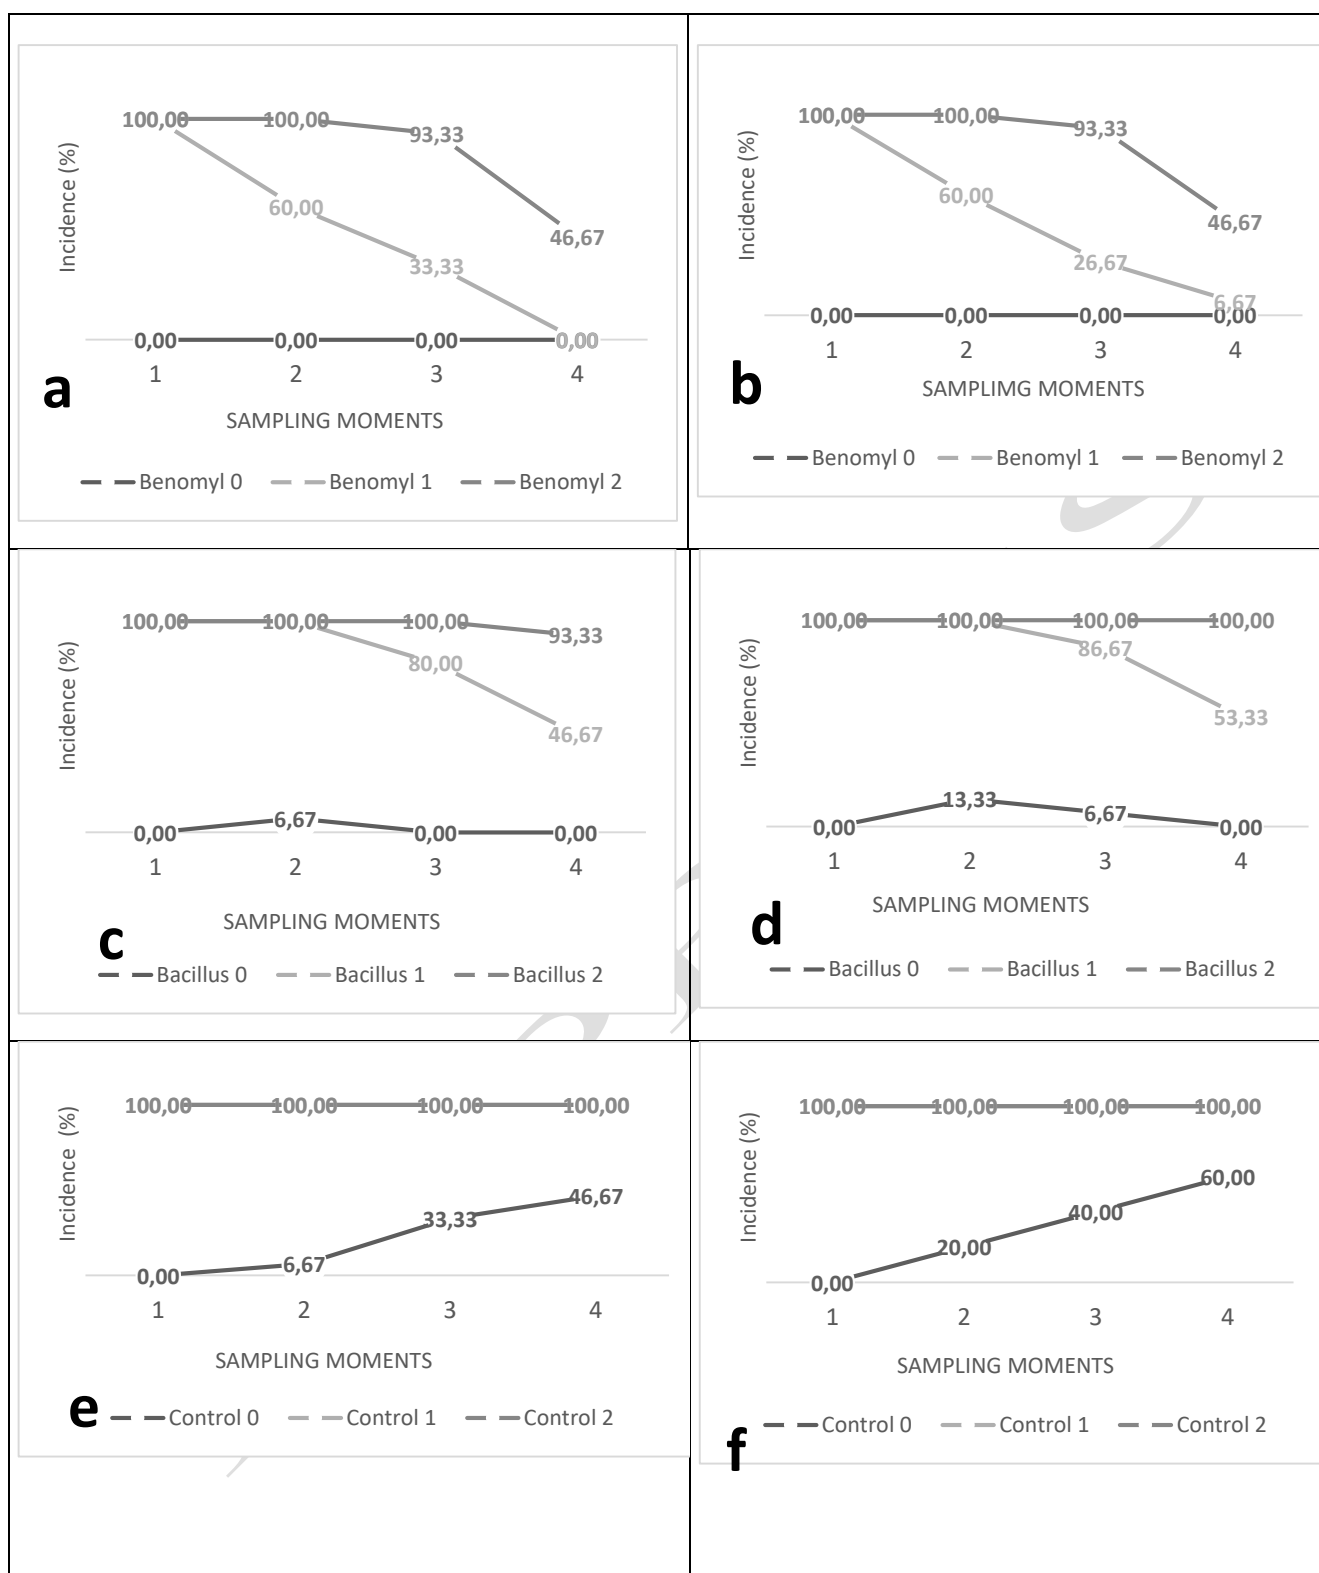 100,00 100,00 93,33
60,00 46,67
33,33
0,00 0,00 0,00 0,00
0,00
Incidence (%)
1 2 3 4
a
SAMPLING MOMENTS
Benomyl 0 Benomyl 1 Benomyl 2
100,00 100,00 93,33
60,00 46,67
26,67
6,67
0,00 0,00 0,00 0,00
Incidence (%)
1 2 3 4
b
SAMPLIMG MOMENTS
Benomyl 0 Benomyl 1 Benomyl 2
100,00 100,00 100,00 93,33
80,00
46,67
0,00 6,67 0,00 0,00
Incidence (%)
1 2 3 4
SAMPLING MOMENTS
c
Bacillus 0 Bacillus 1 Bacillus 2
100,00 100,00 100,00 100,00
86,67
53,33
0,00 13,33 6,67 0,00
Incidence (%)
1 2 3 4
SAMPLING MOMENTS
d
Bacillus 0 Bacillus 1 Bacillus 2
100,00 100,00 100,00 100,00
0,00 6,67 33,33 46,67
Incidence (%)
1 2 3 4
SAMPLING MOMENTS
e
Control 0 Control 1 Control 2
100,00 100,00 100,00 100,00
0,00 20,00 40,00 60,00
Incidence (%)
1 2 3 4
SAMPLING MOMENTS
f
Control 0 Control 1 Control 2